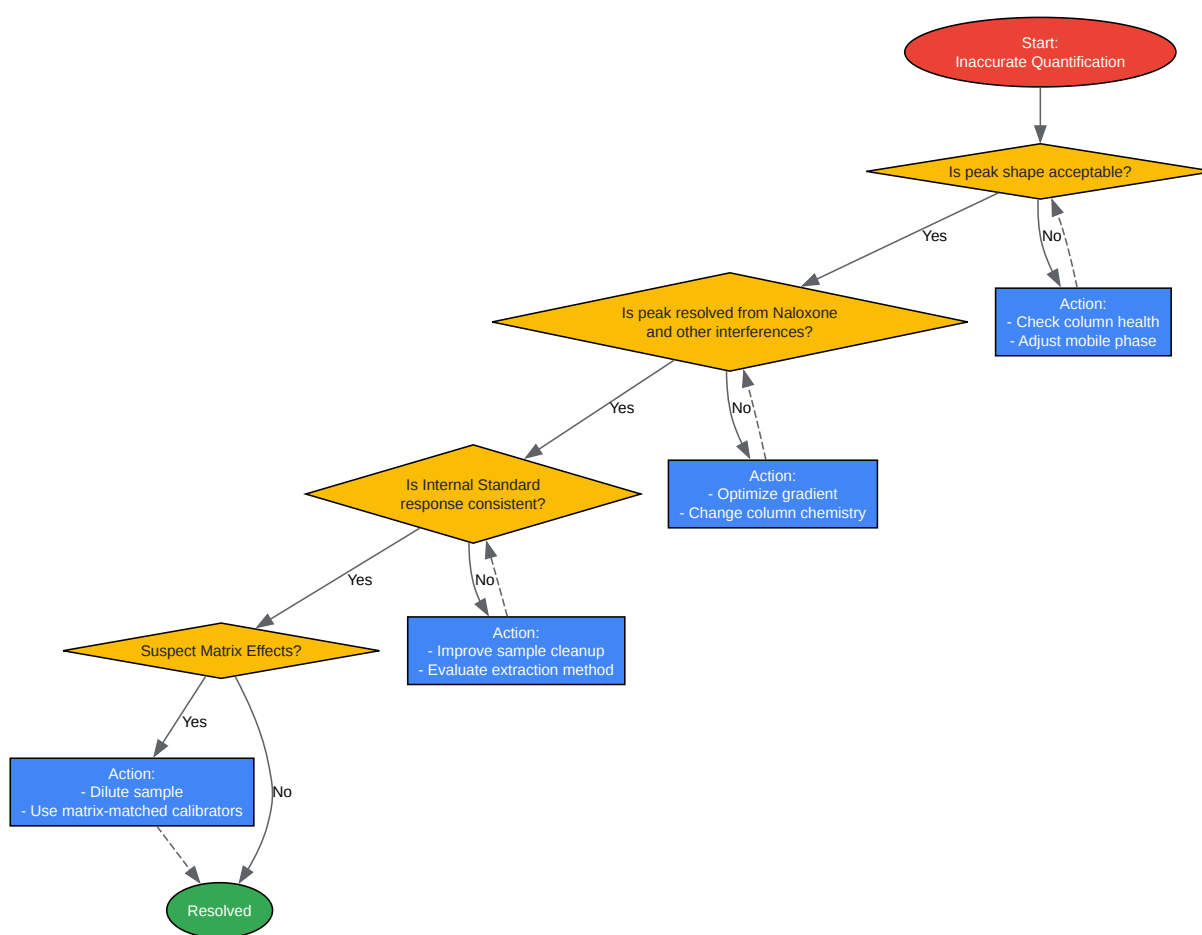 Start:
Inaccurate Quantification
Is peak shape acceptable?
Yes
No
Action:
- Check column health
- Adjust mobile phase
Is peak resolved from Naloxone
and other interferences?
Yes
No
Action:
- Optimize gradient
- Change column chemistry
Is Internal Standard
response consistent?
Yes
No
Action:
- Improve sample cleanup
- Evaluate extraction method
Suspect Matrix Effects?
Yes
No
Action:
- Dilute sample
- Use matrix-matched calibrators
Resolved